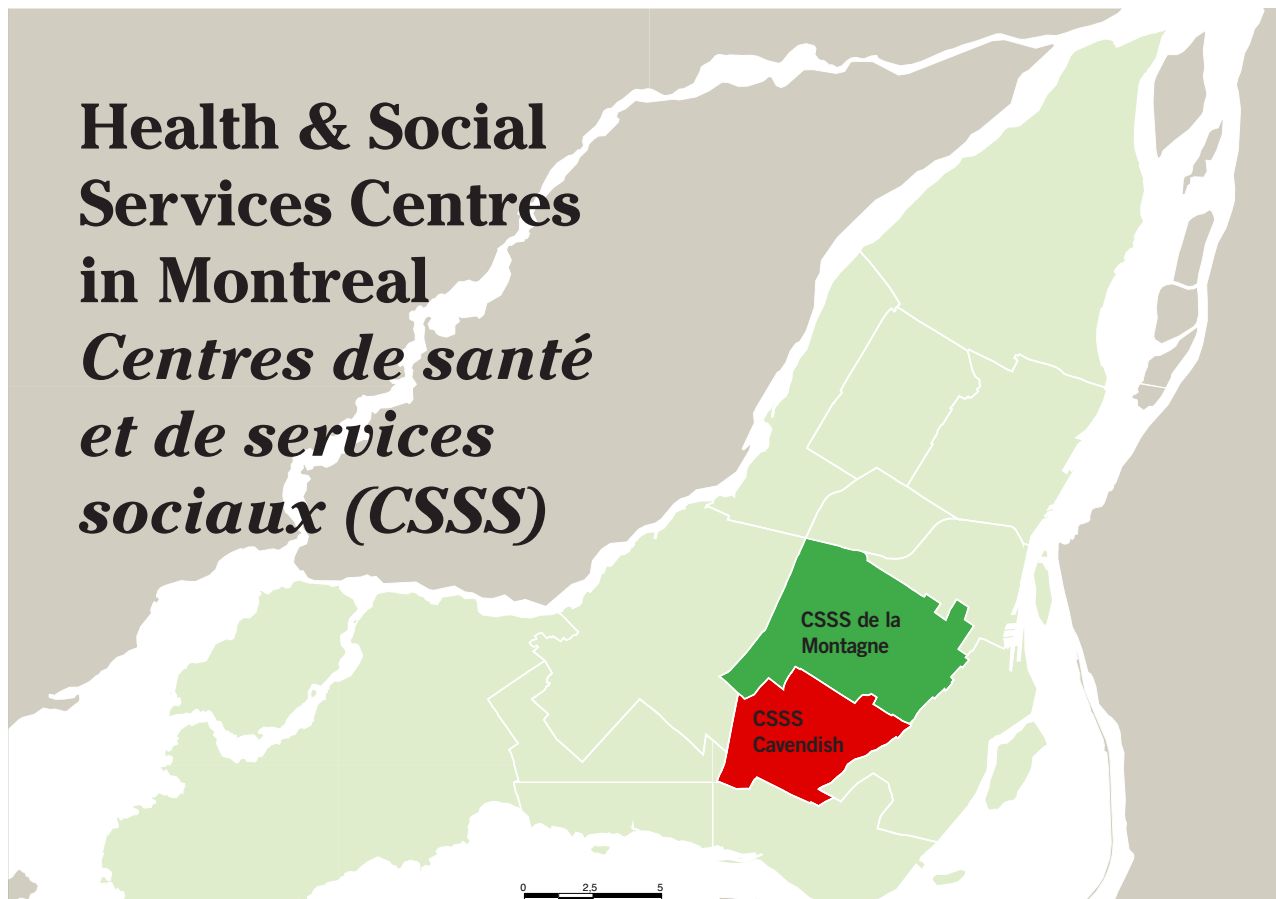 Health & Social
Services Centres
in Montreal
Centres de santé
et de services
sociaux (CSSS)
CSSS de la
Montagne
CSSS
Cavendish
0 2,5 5